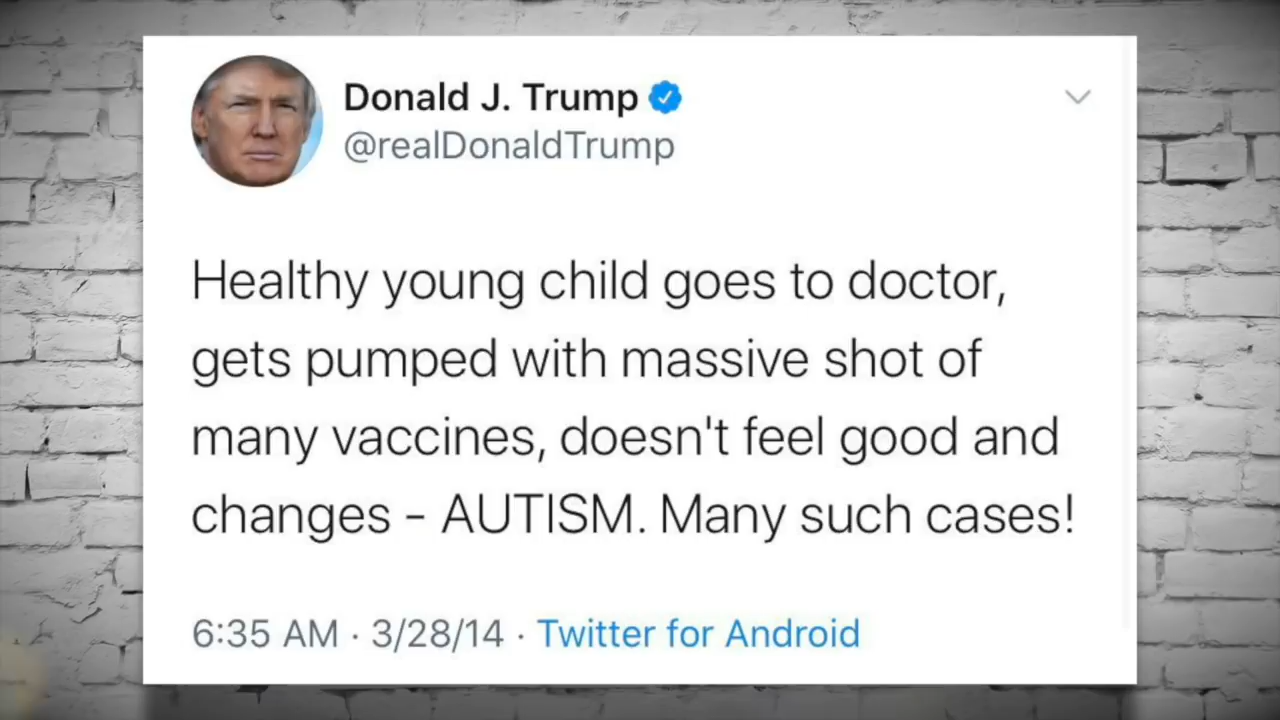 Donald J. Trump
@realDonaldTrump
Healthy young child goes to doctor,
gets pumped with massive shot of
many vaccines, doesn't feel good and
changes - AUTISM. Many such cases!
6:35 AM · 3/28/14 · Twitter for Android